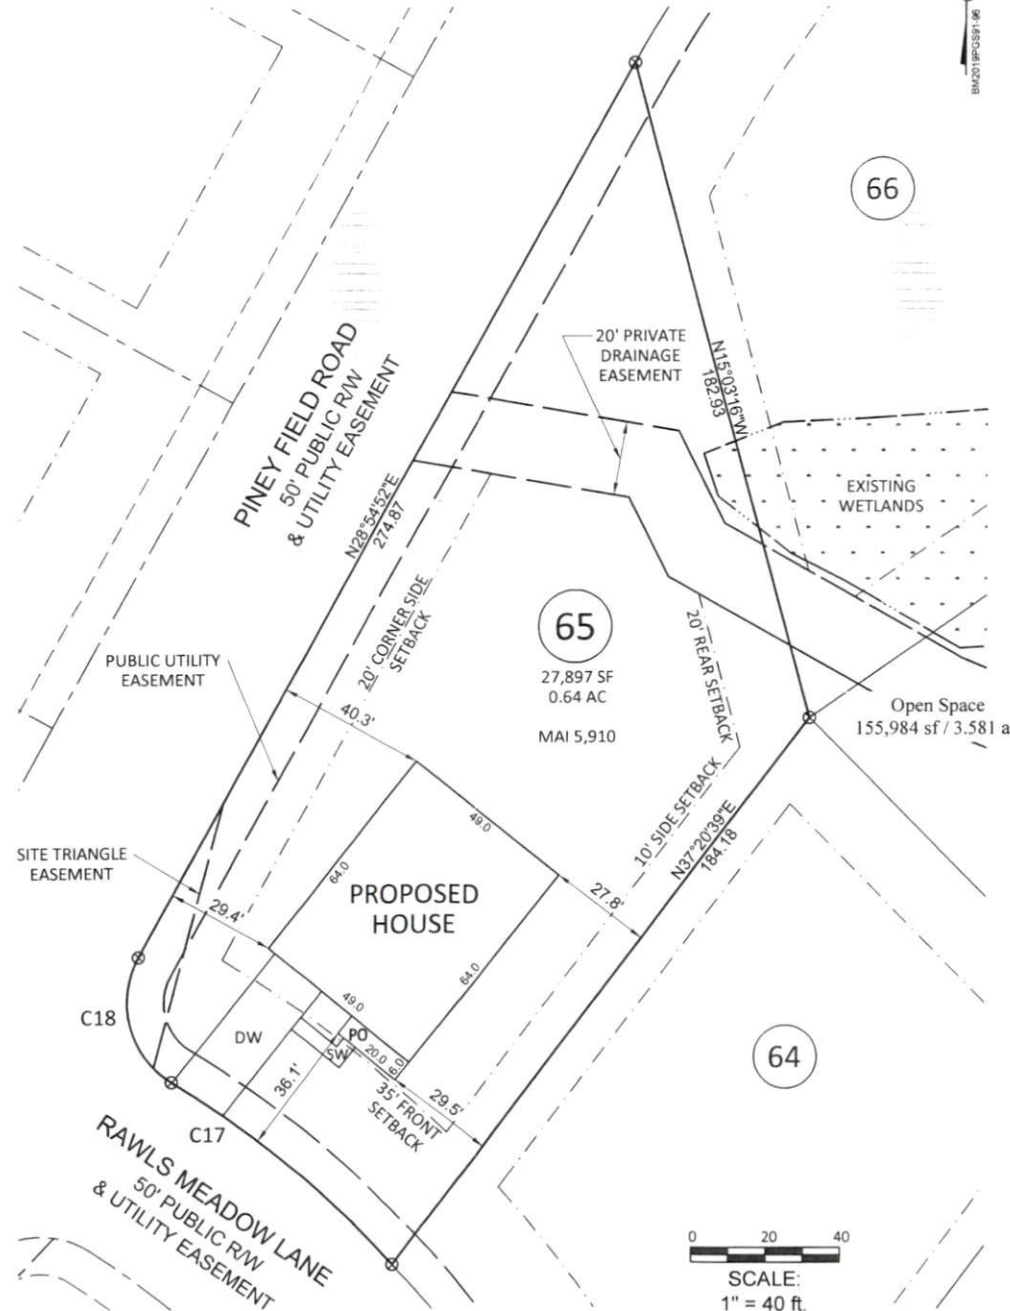 BM2019PGS91-96
66
20' PRIVATE
DRAINAGE
EASEMENT
N15°03'16"W
182.93
PINEY FIELD ROAD
50' PUBLIC R/W
& UTILITY EASEMENT
N28°54'52"E
274.87
EXISTING
WETLANDS
20' CORNER SIDE
SETBACK
65
27,897 SF
0.64 AC
MAI 5,910
20' REAR SETBACK
PUBLIC UTILITY
EASEMENT
Open Space
155,984 sf / 3.581 a
40.3'
10' SIDE SETBACK
N37°20'39"E
184.18
49.0
SITE TRIANGLE
EASEMENT
64.0
PROPOSED
HOUSE
27.8'
29.4'
64.0
49.0
C18
DW
PO
SW
20.0
6.0
64
36.1'
35' FRONT
SETBACK
29.5'
C17
RAWLS MEADOW LANE
50' PUBLIC R/W
& UTILITY EASEMENT
0 20 40
SCALE:
1" = 40 ft.